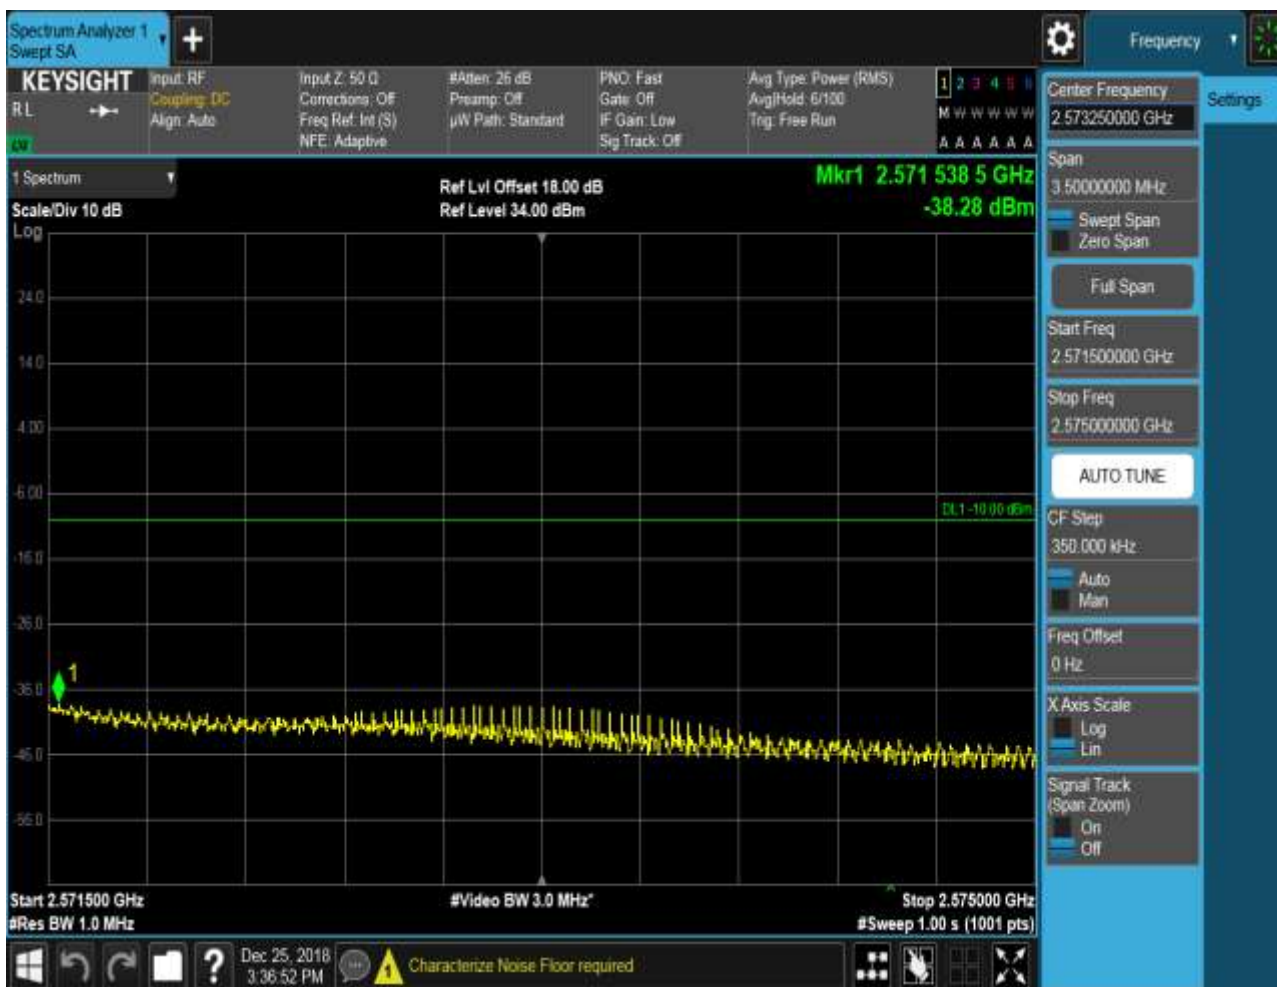 Spectrum Analyzer 1
Swept SA
+
Frequency
KEYSIGHT
R L
Input: RF
Coupling: DC
Align: Auto
Input Z: 50 Ω
Corrections: Off
Freq Ref: Int (S)
NFE: Adaptive
#Atten: 26 dB
Preamp: Off
µW Path: Standard
PNO: Fast
Gate: Off
IF Gain: Low
Sig Track: Off
Avg Type: Power (RMS)
Avg|Hold: 6/100
Trig: Free Run
1 2 3 4 5 6
M W W W W W
A A A A A A
1 Spectrum
Scale/Div 10 dB
Log
Ref Lvl Offset 18.00 dB
Ref Level 34.00 dBm
Mkr1 2.571 538 5 GHz
-38.28 dBm
24.0
14.0
4.00
-6.00
DL1 -10.00 dBm
-16.0
-26.0
-36.0
1
-46.0
-56.0
Start 2.571500 GHz
#Res BW 1.0 MHz
#Video BW 3.0 MHz*
Stop 2.575000 GHz
#Sweep 1.00 s (1001 pts)
Center Frequency
2.573250000 GHz
Settings
Span
3.50000000 MHz
Swept Span
Zero Span
Full Span
Start Freq
2.571500000 GHz
Stop Freq
2.575000000 GHz
AUTO TUNE
CF Step
350.000 kHz
Auto
Man
Freq Offset
0 Hz
X Axis Scale
Log
Lin
Signal Track
(Span Zoom)
On
Off
?
Dec 25, 2018
3:36:52 PM
1
Characterize Noise Floor required